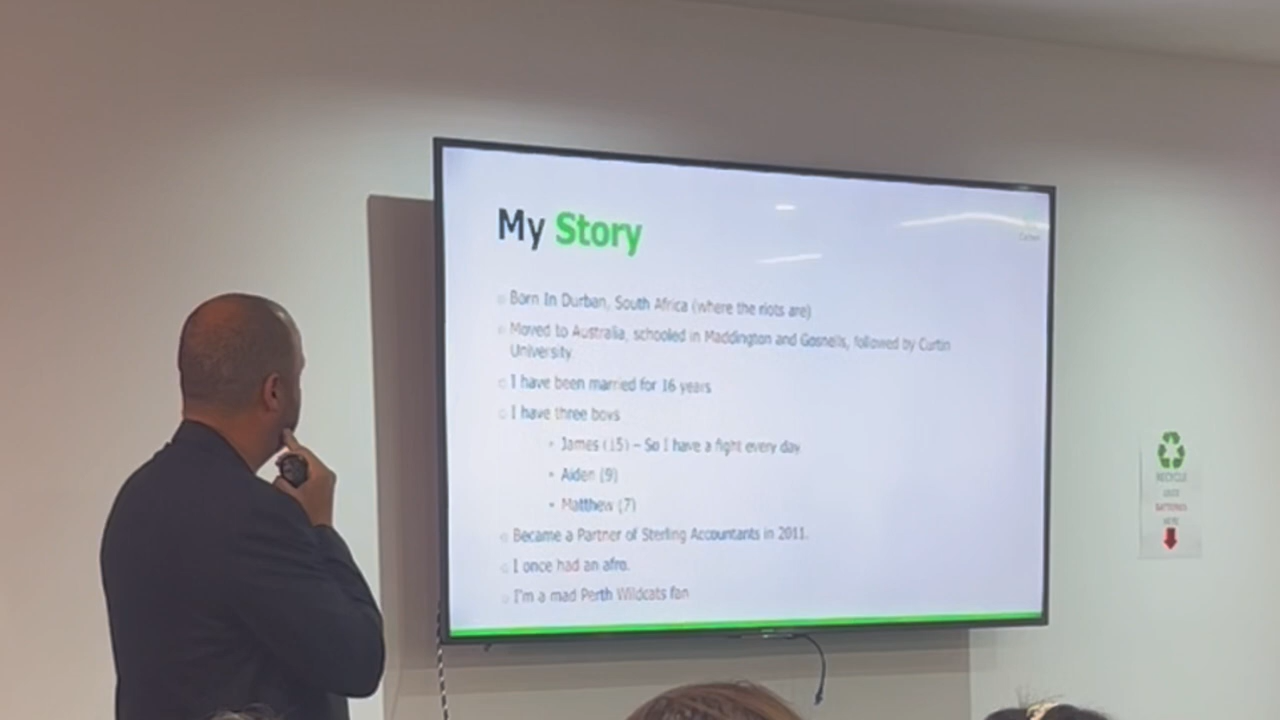 My Story
Born In Durban, South Africa (where the riots are)
Moved to Australia, schooled in Maddington and Gosnells, followed by Curtin
University
I have been married for 16 years
I have three boys
James (15) – So I have a fight every day
Aiden (9)
Matthew (7)
Became a Partner of Sterling Accountants in 2011.
I once had an afro.
I'm a mad Perth Wildcats fan
RECYCLE
USED
BATTERIES
HERE